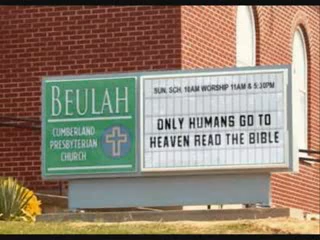 BEULAH
CUMBERLAND
PRESBYTERIAN
CHURCH
SUN. SCH. 10AM WORSHIP 11AM & 5:30PM
ONLY HUMANS GO TO
HEAVEN READ THE BIBLE